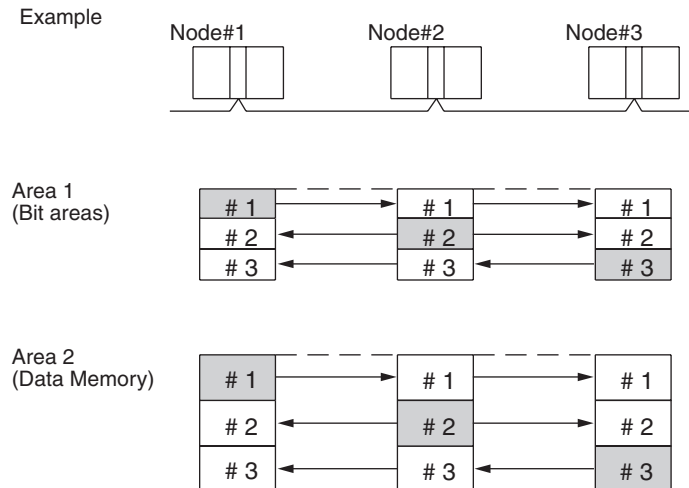 Example
Node#1 Node#2 Node#3
Area 1
(Bit areas)
# 1 # 1 # 1
# 2 # 2 # 2
# 3 # 3 # 3
Area 2
(Data Memory)
# 1 # 1 # 1
# 2 # 2 # 2
# 3 # 3 # 3